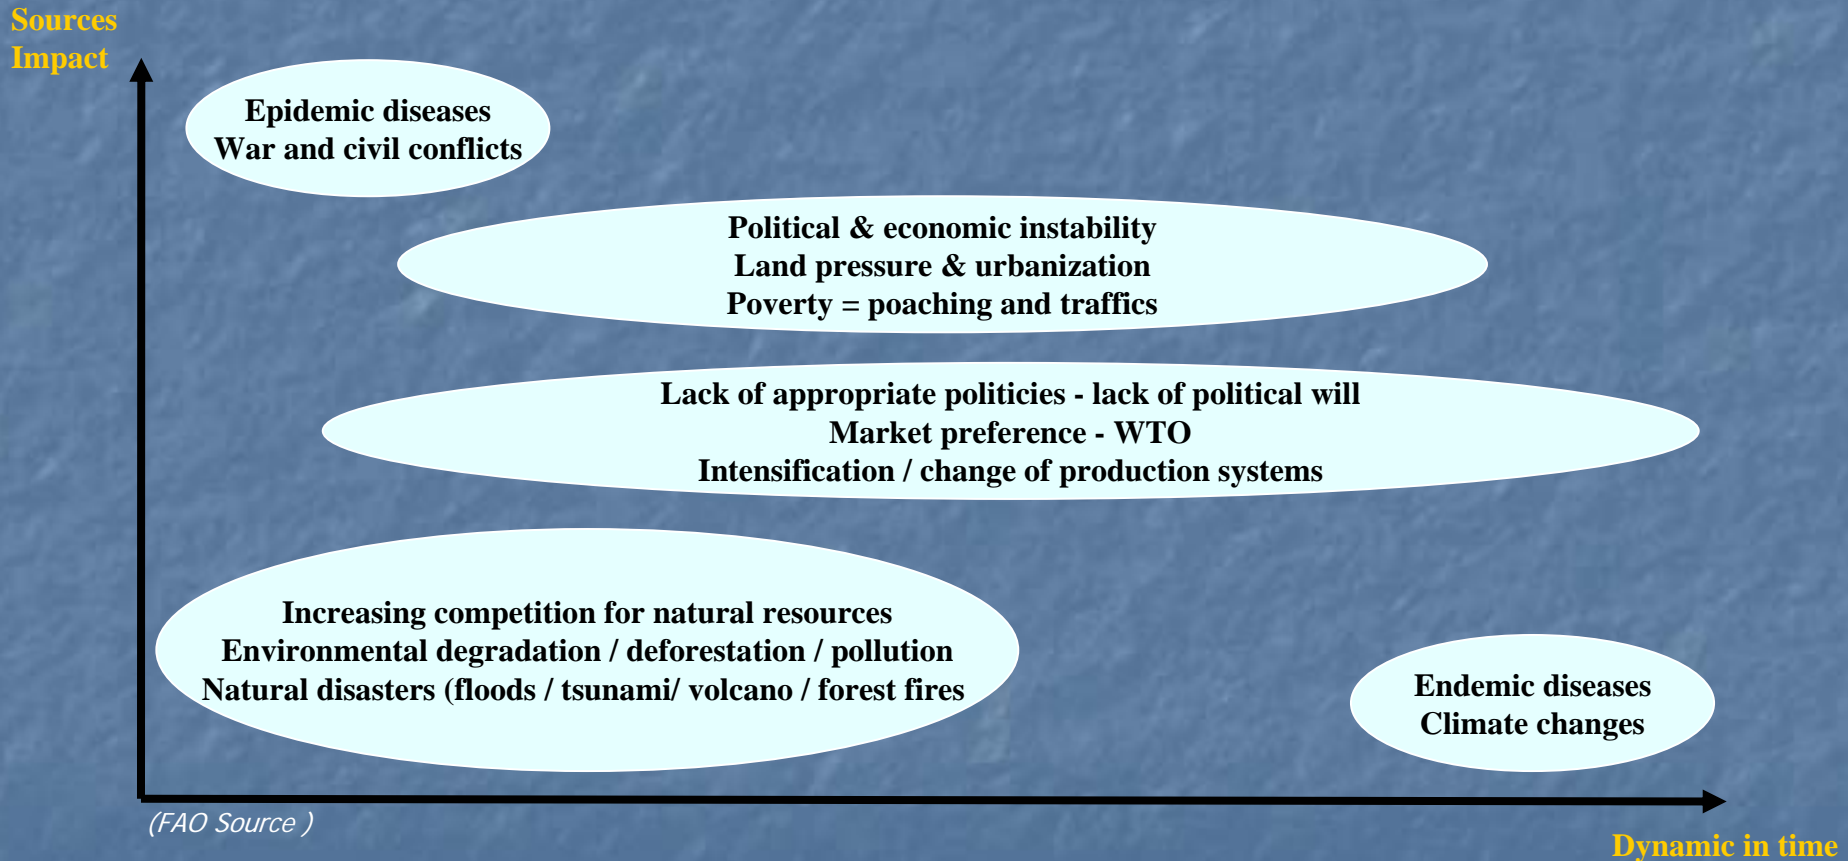 Sources
Impact
Epidemic diseases
War and civil conflicts
Political & economic instability
Land pressure & urbanization
Poverty = poaching and traffics
Lack of appropriate politicies - lack of political will
Market preference - WTO
Intensification / change of production systems
Increasing competition for natural resources
Environmental degradation / deforestation / pollution
Natural disasters (floods / tsunami/ volcano / forest fires
Endemic diseases
Climate changes
(FAO Source )
Dynamic in time